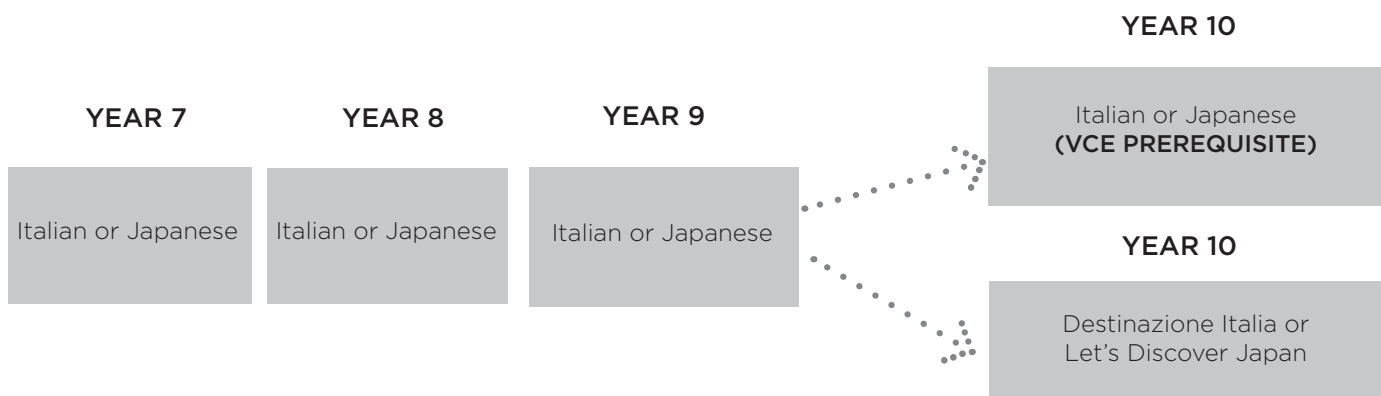 YEAR 7
Italian or Japanese
YEAR 8
Italian or Japanese
YEAR 9
Italian or Japanese
YEAR 10
Italian or Japanese
(VCE PREREQUISITE)
YEAR 10
Destinazione Italia or
Let's Discover Japan